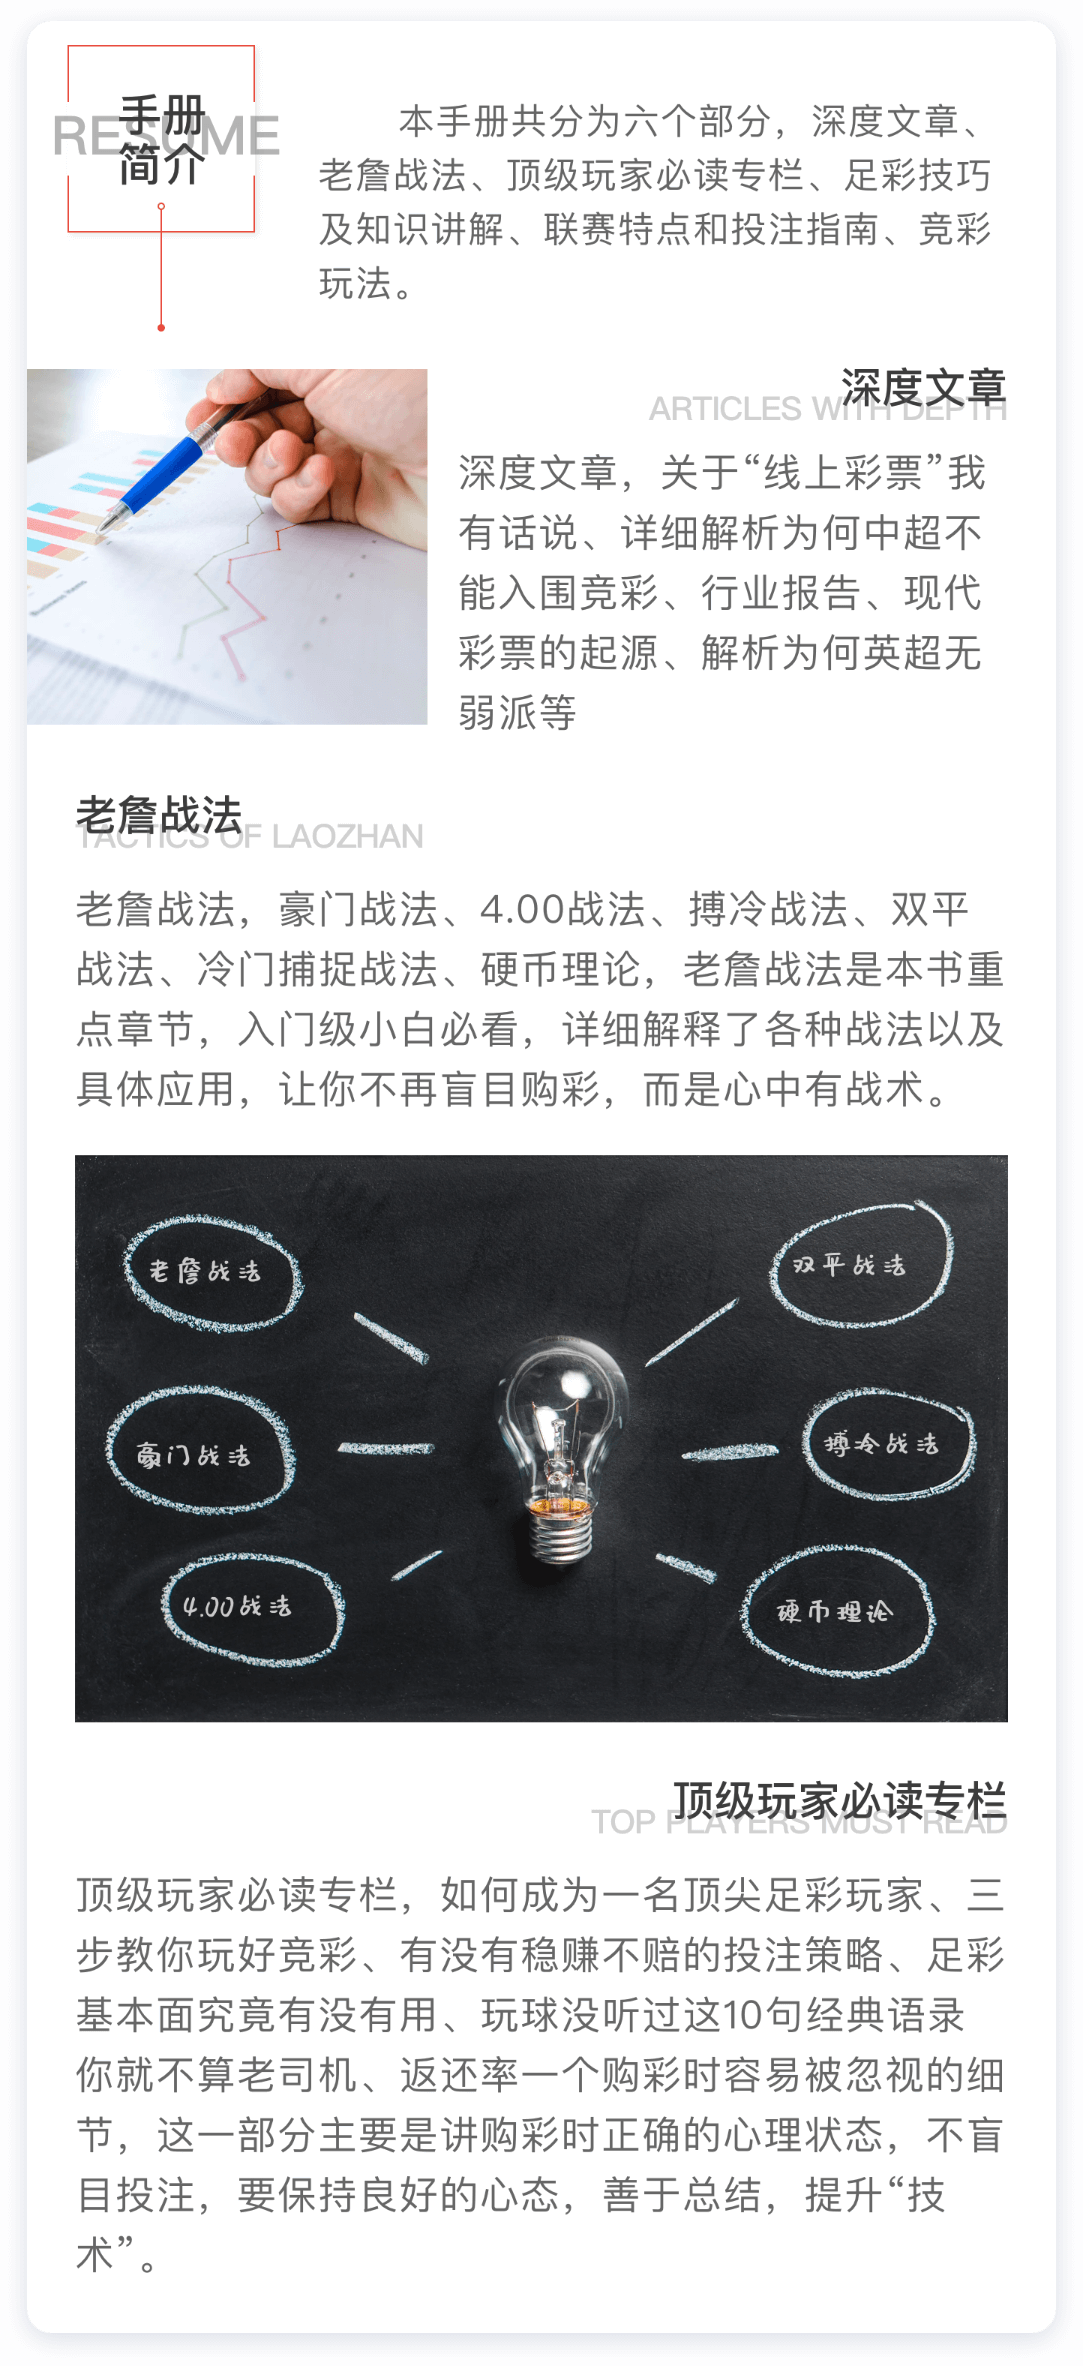 手册
RESUME
简介
本手册共分为六个部分，深度文章、
老詹战法、顶级玩家必读专栏、足彩技巧
及知识讲解、联赛特点和投注指南、竞彩
玩法。
深度文章
ARTICLES WITH DEPTH
深度文章，关于“线上彩票”我
有话说、详细解析为何中超不
能入围竞彩、行业报告、现代
彩票的起源、解析为何英超无
弱派等
老詹战法
TACTICS OF LAOZHAN
老詹战法，豪门战法、4.00战法、搏冷战法、双平
战法、冷门捕捉战法、硬币理论，老詹战法是本书重
点章节，入门级小白必看，详细解释了各种战法以及
具体应用，让你不再盲目购彩，而是心中有战术。
老詹战法
双平战法
豪门战法
搏冷战法
4.00战法
硬币理论
顶级玩家必读专栏
TOP PLAYERS MUST READ
顶级玩家必读专栏，如何成为一名顶尖足彩玩家、三
步教你玩好竞彩、有没有稳赚不赔的投注策略、足彩
基本面究竟有没有用、玩球没听过这10句经典语录
你就不算老司机、返还率一个购彩时容易被忽视的细
节，这一部分主要是讲购彩时正确的心理状态，不盲
目投注，要保持良好的心态，善于总结，提升“技
术”。